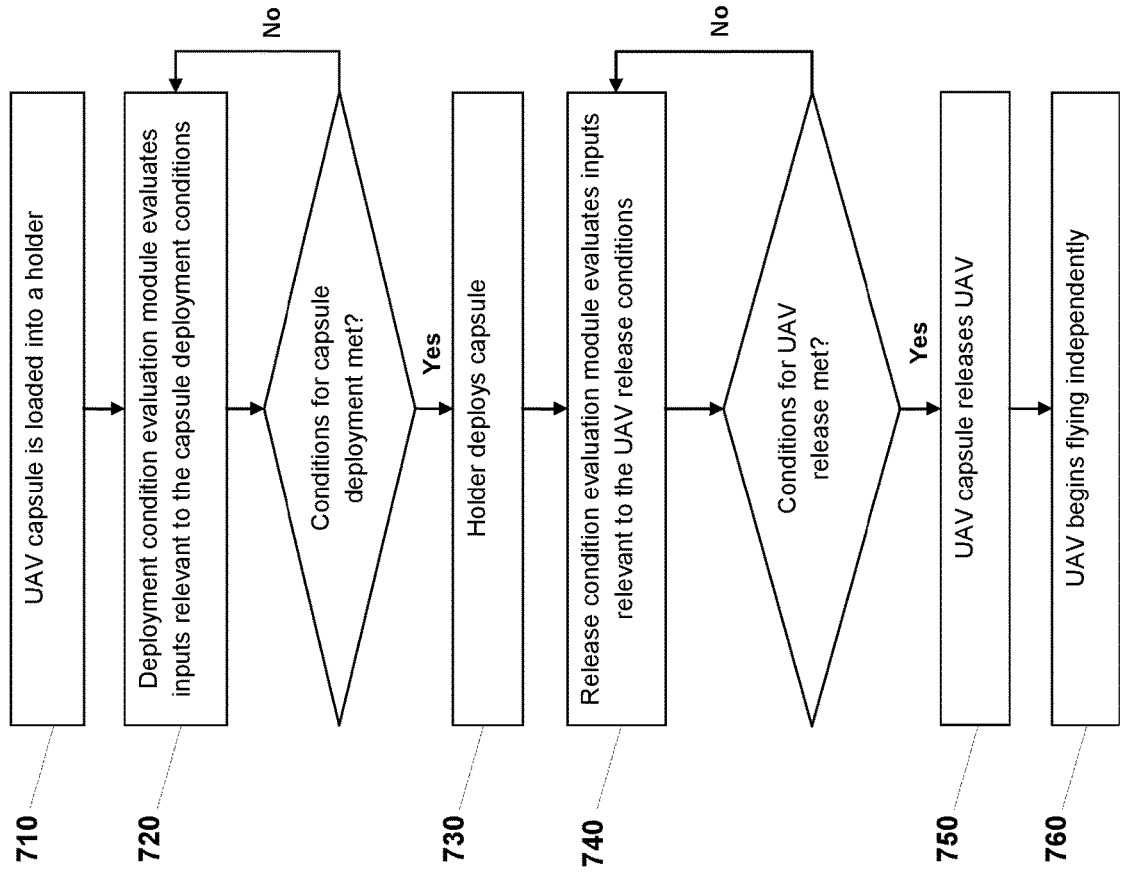 710
UAV capsule is loaded into a holder
720
Deployment condition evaluation module evaluates
inputs relevant to the capsule deployment conditions
Conditions for capsule
deployment met?
No
Yes
730
Holder deploys capsule
740
Release condition evaluation module evaluates inputs
relevant to the UAV release conditions
Conditions for UAV
release met?
No
Yes
750
UAV capsule releases UAV
760
UAV begins flying independently